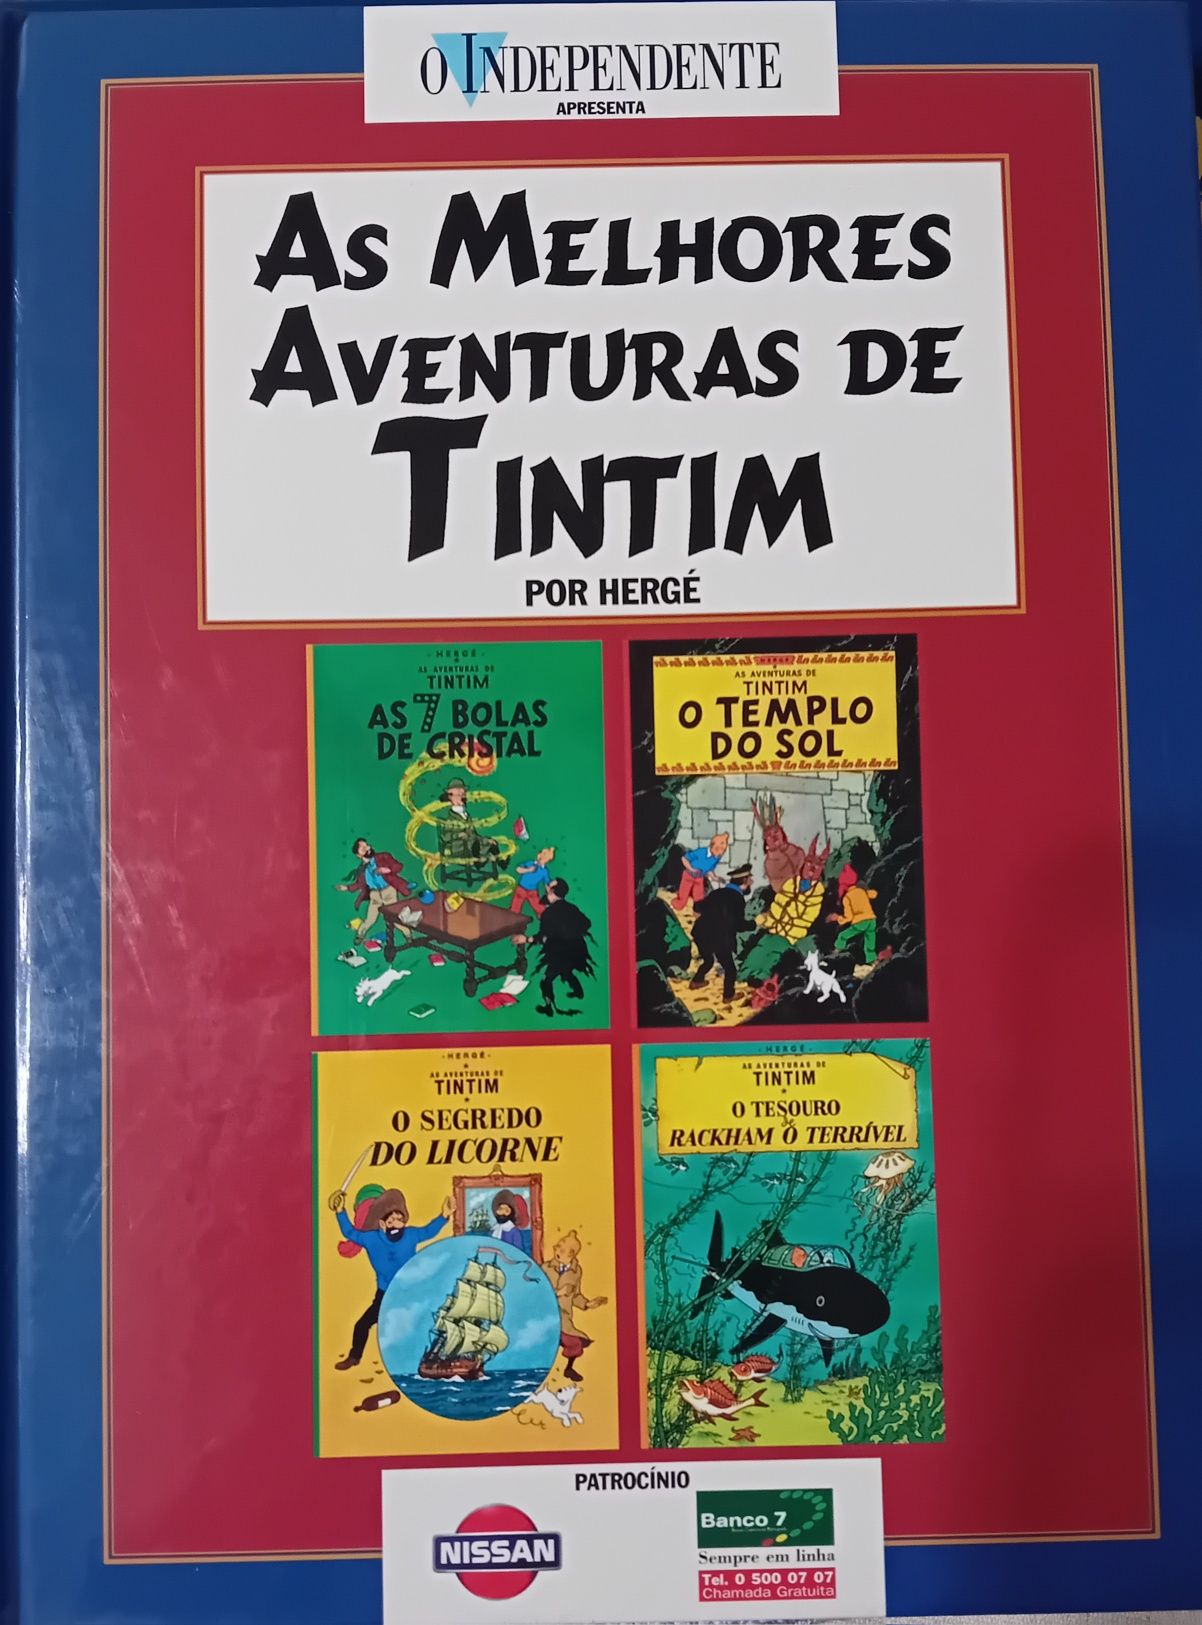 O INDEPENDENTE
APRESENTA
AS MELHORES
AVENTURAS DE
TINTIM
POR HERGÉ
HERGÉ
AS AVENTURAS DE
TINTIM
AS 7 BOLAS
DE CRISTAL
HERGÉ
AS AVENTURAS DE
TINTIM
O TEMPLO
DO SOL
HERGÉ
AS AVENTURAS DE
TINTIM
O SEGREDO
DO LICORNE
HERGÉ
AS AVENTURAS DE
TINTIM
O TESOURO
de
RACKHAM O TERRÍVEL
PATROCÍNIO
NISSAN
Banco 7
Sempre em linha
Tel. 0 500 07 07
Chamada Gratuita